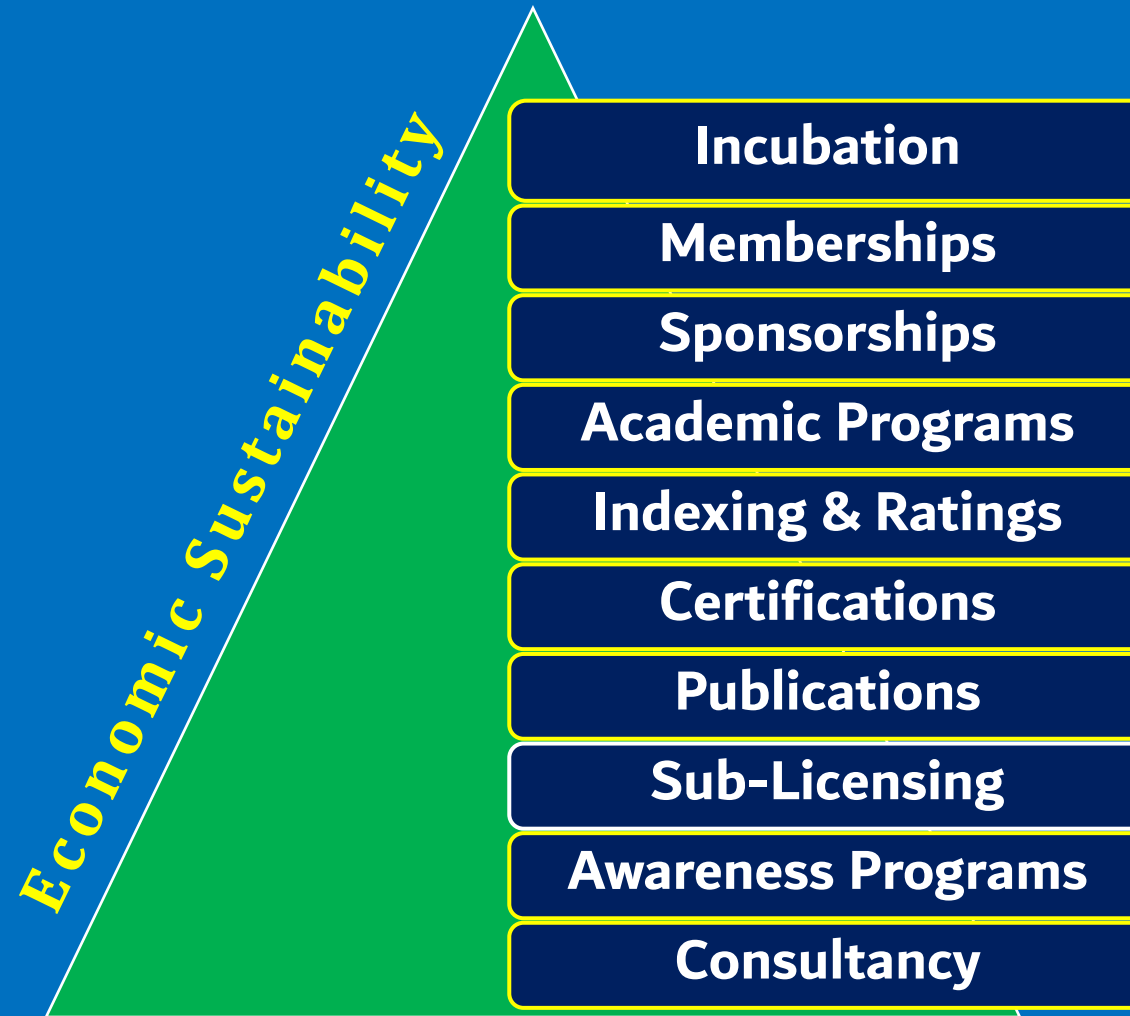 Economic Sustainability
Incubation
Memberships
Sponsorships
Academic Programs
Indexing & Ratings
Certifications
Publications
Sub-Licensing
Awareness Programs
Consultancy